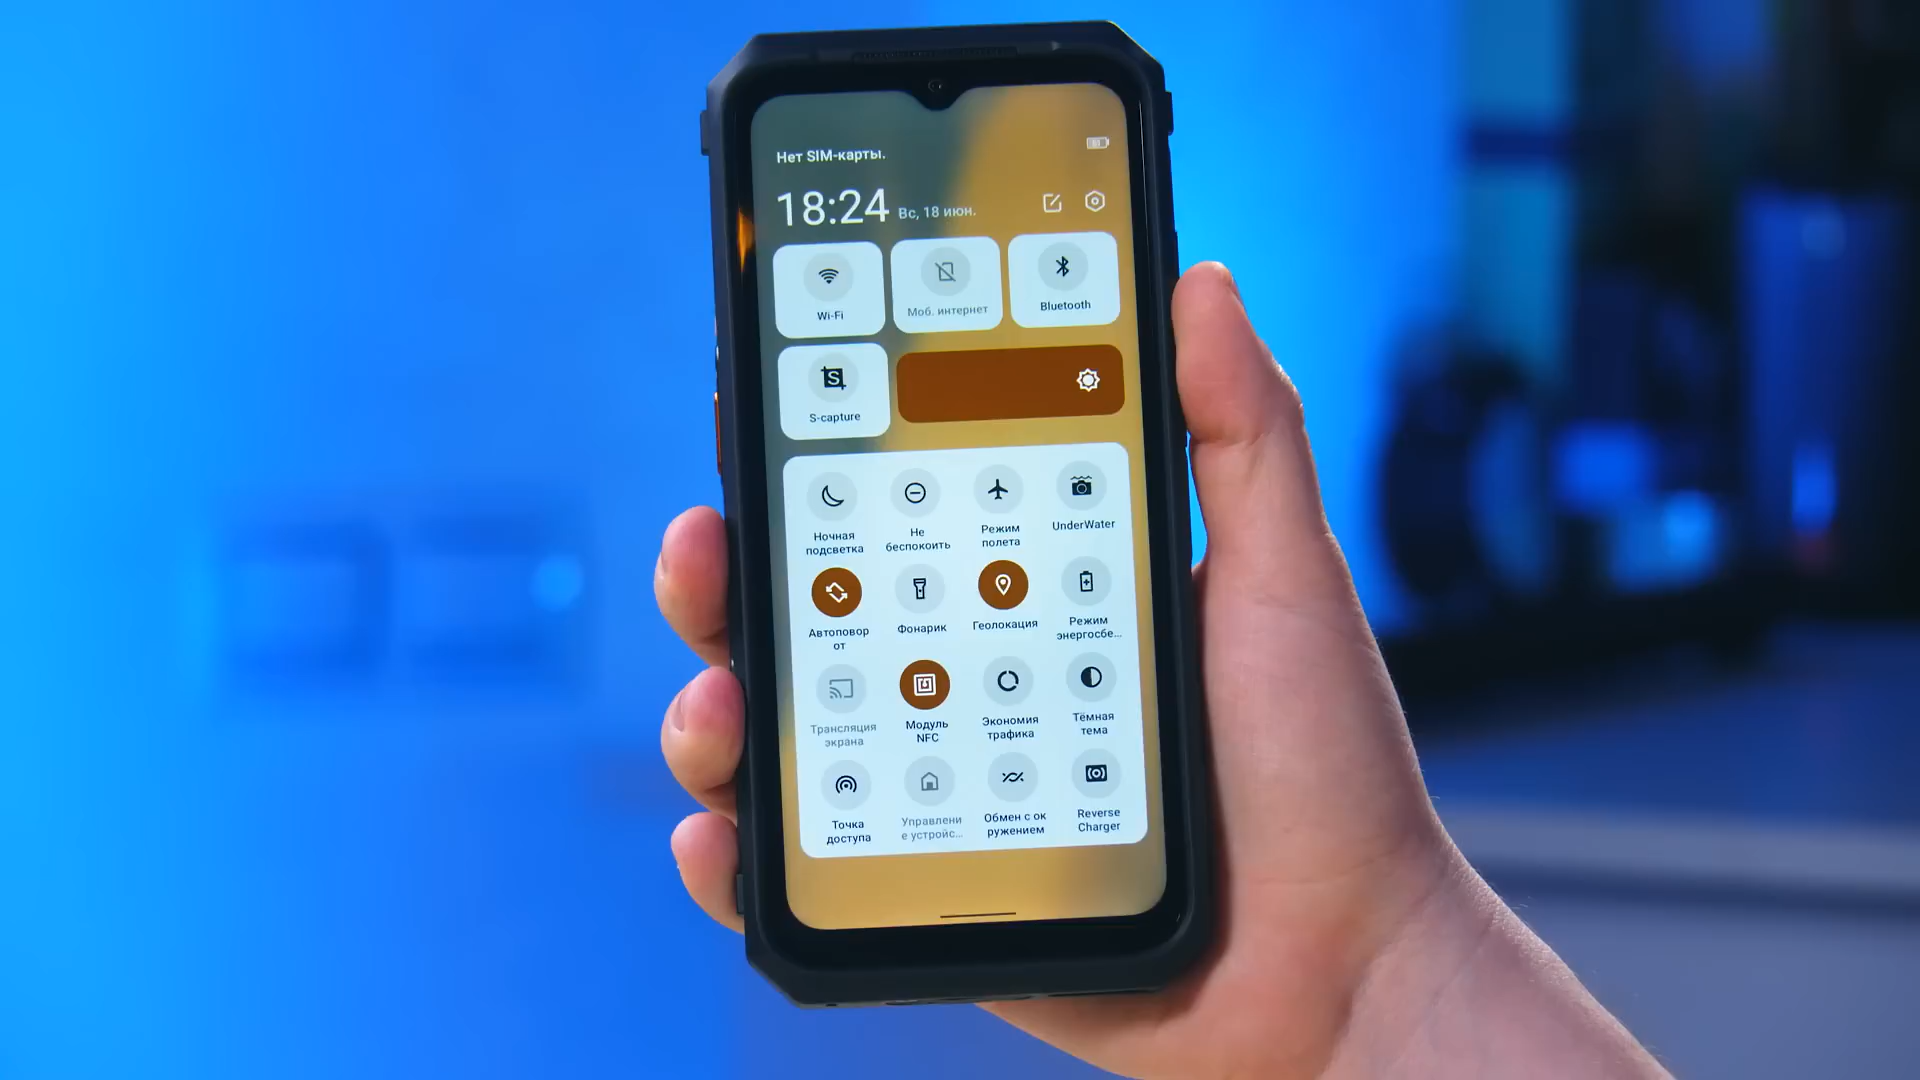 Нет SIM-карты.
18:24 Вс, 18 июн.
Wi-Fi
Моб. интернет
Bluetooth
S-capture
Ночная
подсветка
Не
беспокоить
Режим
полета
UnderWater
Автоповор
от
Фонарик
Геолокация
Режим
энергосбе...
Трансляция
экрана
Модуль
NFC
Экономия
трафика
Тёмная
тема
Точка
доступа
Управлени
е устройс...
Обмен с ок
ружением
Reverse
Charger